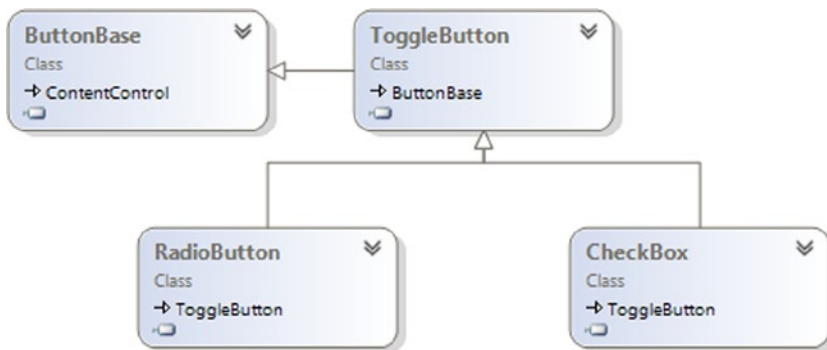 ButtonBase
Class
ContentControl
ToggleButton
Class
ButtonBase
RadioButton
Class
ToggleButton
CheckBox
Class
ToggleButton